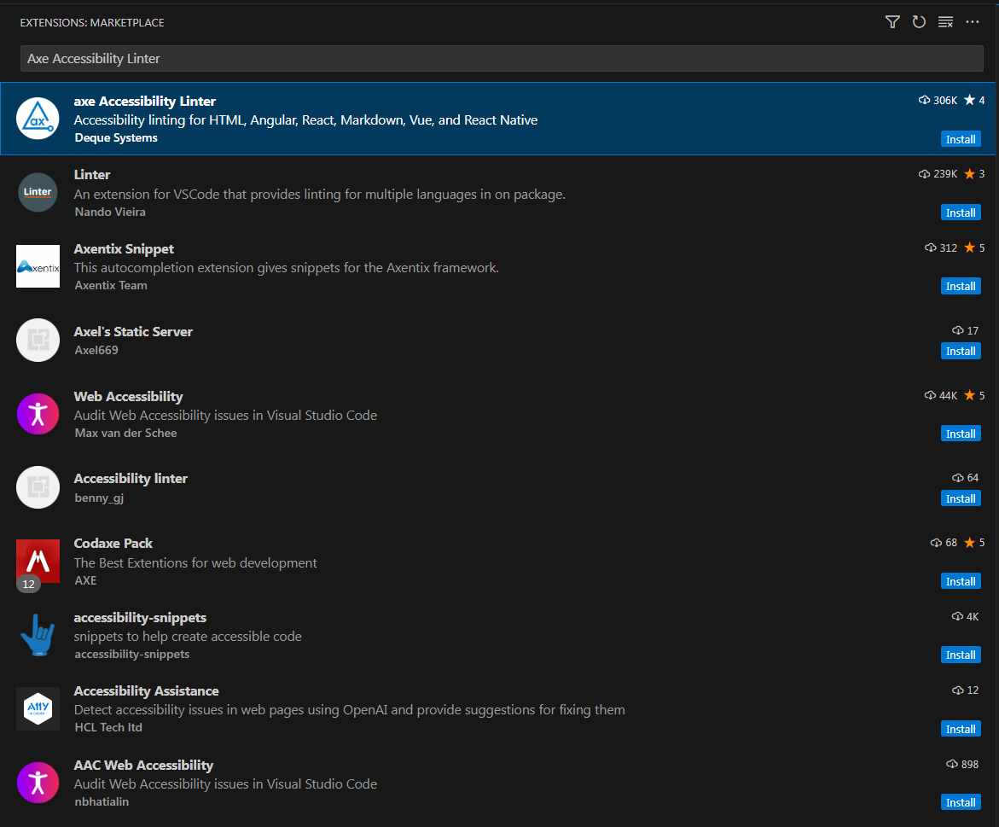 EXTENSIONS: MARKETPLACE
Axe Accessibility Linter
axe Accessibility Linter 306K 4
Accessibility linting for HTML, Angular, React, Markdown, Vue, and React Native
Deque Systems Install
ax
Linter 239K 3
Linter
An extension for VSCode that provides linting for multiple languages in on package.
Nando Vieira Install
Axentix Snippet 312 5
Axentix
This autocompletion extension gives snippets for the Axentix framework.
Axentix Team Install
Axel's Static Server 17
Axel669 Install
Web Accessibility 44K 5
Audit Web Accessibility issues in Visual Studio Code
Max van der Schee Install
Accessibility linter 64
benny_gj Install
Codaxe Pack 68 5
The Best Extentions for web development
AXE Install
12
accessibility-snippets 4K
snippets to help create accessible code
accessibility-snippets Install
Accessibility Assistance 12
A11Y
Detect accessibility issues in web pages using OpenAI and provide suggestions for fixing them
HCL Tech ltd Install
AAC Web Accessibility 898
Audit Web Accessibility issues in Visual Studio Code
nbhatialin Install